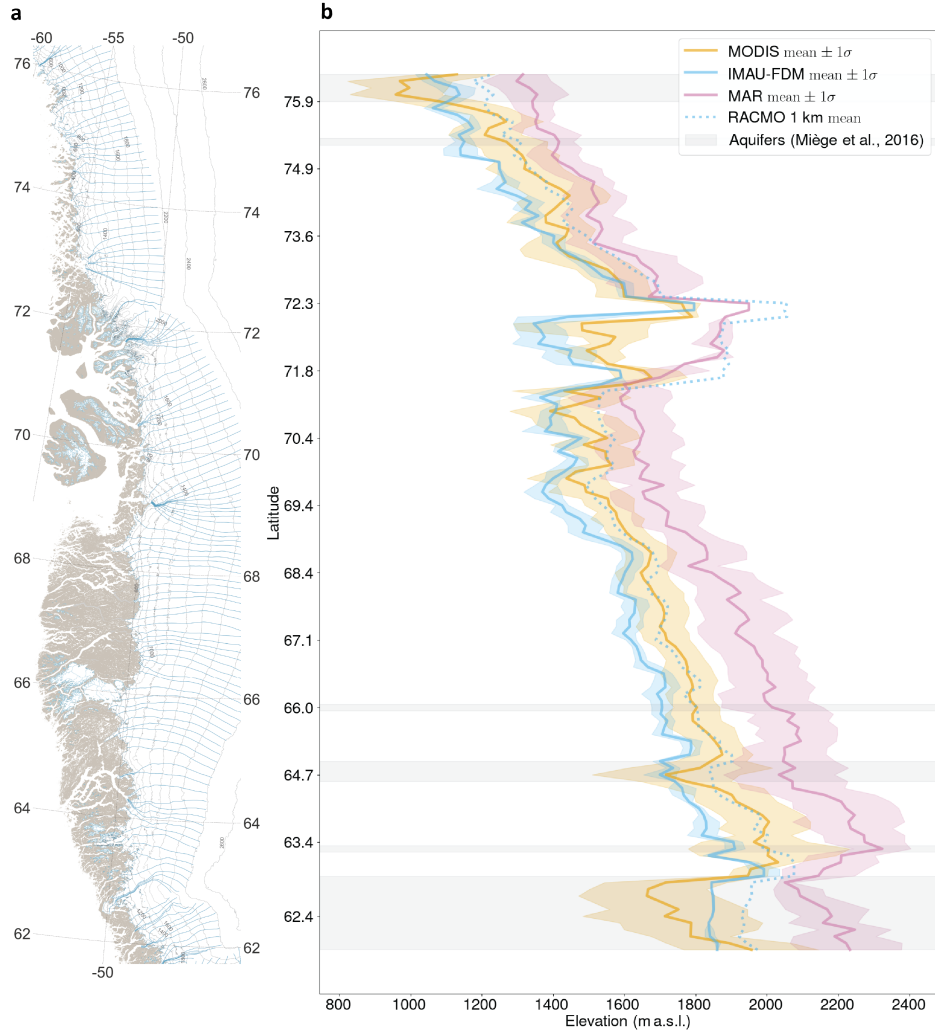 a
b
-60 -55 -50
76
76
74
74
72
72
70
70
68
68
66
66
64
64
62
62
-50
MODIS mean ± 1σ
IMAU-FDM mean ± 1σ
MAR mean ± 1σ
RACMO 1 km mean
Aquifers (Miège et al., 2016)
Latitude
75.9
74.9
73.6
72.3
71.8
70.4
69.4
68.4
67.1
66.0
64.7
63.4
62.4
800 1000 1200 1400 1600 1800 2000 2200 2400
Elevation (m a.s.l.)